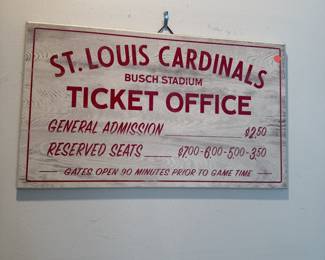 ST. LOUIS CARDINALS
BUSCH STADIUM
TICKET OFFICE
GENERAL ADMISSION $2.50
RESERVED SEATS $7.00-6.00-5.00-3.50
GATES OPEN 90 MINUTES PRIOR TO GAME TIME